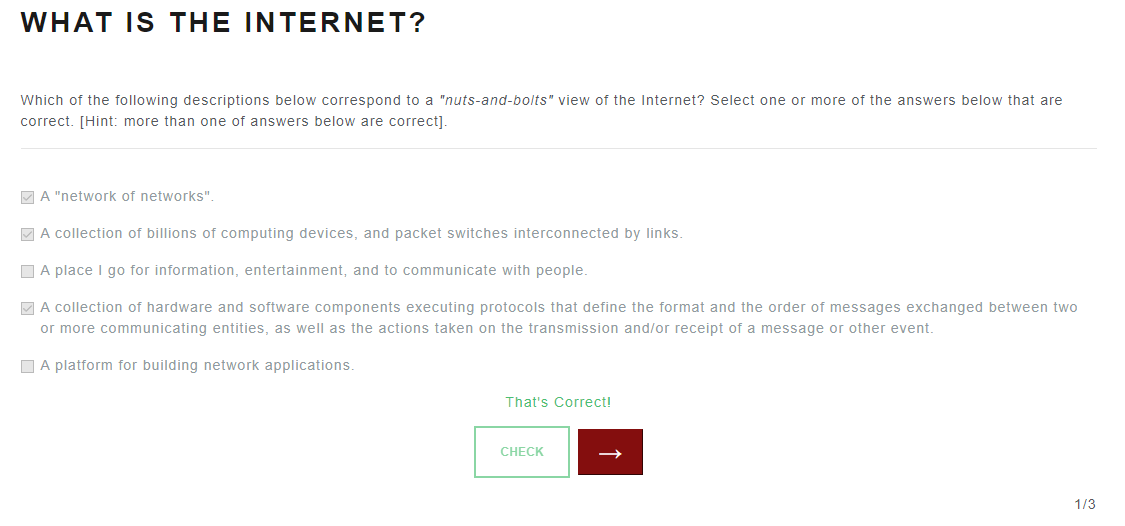 WHAT IS THE INTERNET?
Which of the following descriptions below correspond to a "nuts-and-bolts" view of the Internet? Select one or more of the answers below that are
correct. [Hint: more than one of answers below are correct].
A "network of networks".
A collection of billions of computing devices, and packet switches interconnected by links.
A place I go for information, entertainment, and to communicate with people.
A collection of hardware and software components executing protocols that define the format and the order of messages exchanged between two
or more communicating entities, as well as the actions taken on the transmission and/or receipt of a message or other event.
A platform for building network applications.
That's Correct!
CHECK →
1/3